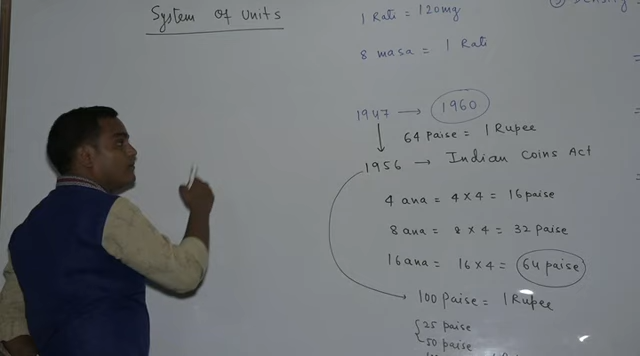 System of units
1 Rati = 120mg
8 masa = 1 Rati
1947 → 1960
64 Paise = 1 Rupee
1956 → Indian Coins Act
4 ana = 4 × 4 = 16 paise
8 ana = 8 × 4 = 32 Paise
16 ana = 16 × 4 = 64 paise
100 Paise = 1 Rupee
25 paise
50 paise